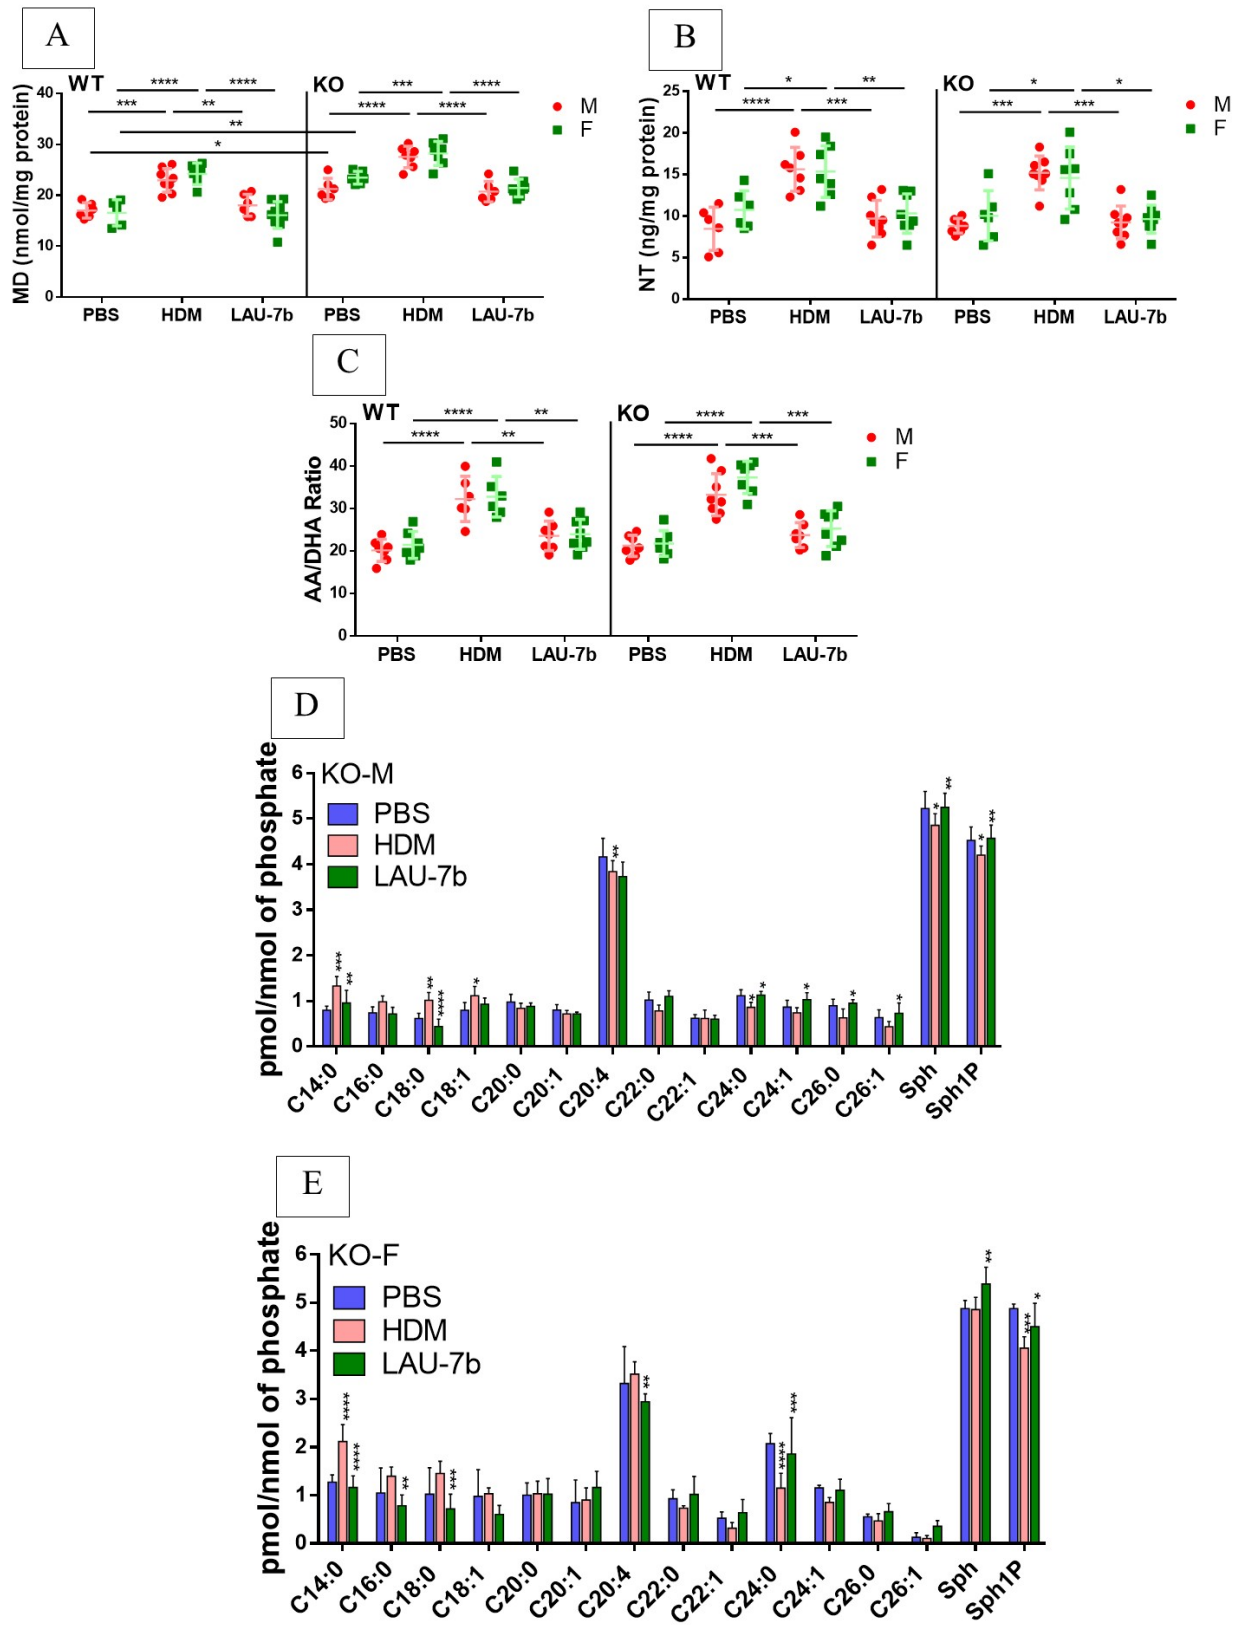 A
WT
KO
**** **** *** ****
*** ** **** ****
**
*
MD (nmol/mg protein)
40
30
20
10
0
PBS HDM LAU-7b PBS HDM LAU-7b
M
F
B
WT
KO
* ** * *
**** *** *** ***
NT (ng/mg protein)
25
20
15
10
5
0
PBS HDM LAU-7b PBS HDM LAU-7b
M
F
C
WT
KO
**** ** **** ***
**** ** **** ***
AA/DHA Ratio
50
40
30
20
10
0
PBS HDM LAU-7b PBS HDM LAU-7b
M
F
D
KO-M
PBS
HDM
LAU-7b
pmol/nmol of phosphate
6
5
4
3
2
1
0
*** ** ** **** * ** * * * * * * ** * **
C14:0 C16:0 C18:0 C18:1 C20:0 C20:1 C20:4 C22:0 C22:1 C24:0 C24:1 C26:0 C26:1 Sph Sph1P
E
KO-F
PBS
HDM
LAU-7b
pmol/nmol of phosphate
6
5
4
3
2
1
0
**** **** ** *** ** **** *** ** *** *
C14:0 C16:0 C18:0 C18:1 C20:0 C20:1 C20:4 C22:0 C22:1 C24:0 C24:1 C26:0 C26:1 Sph Sph1P